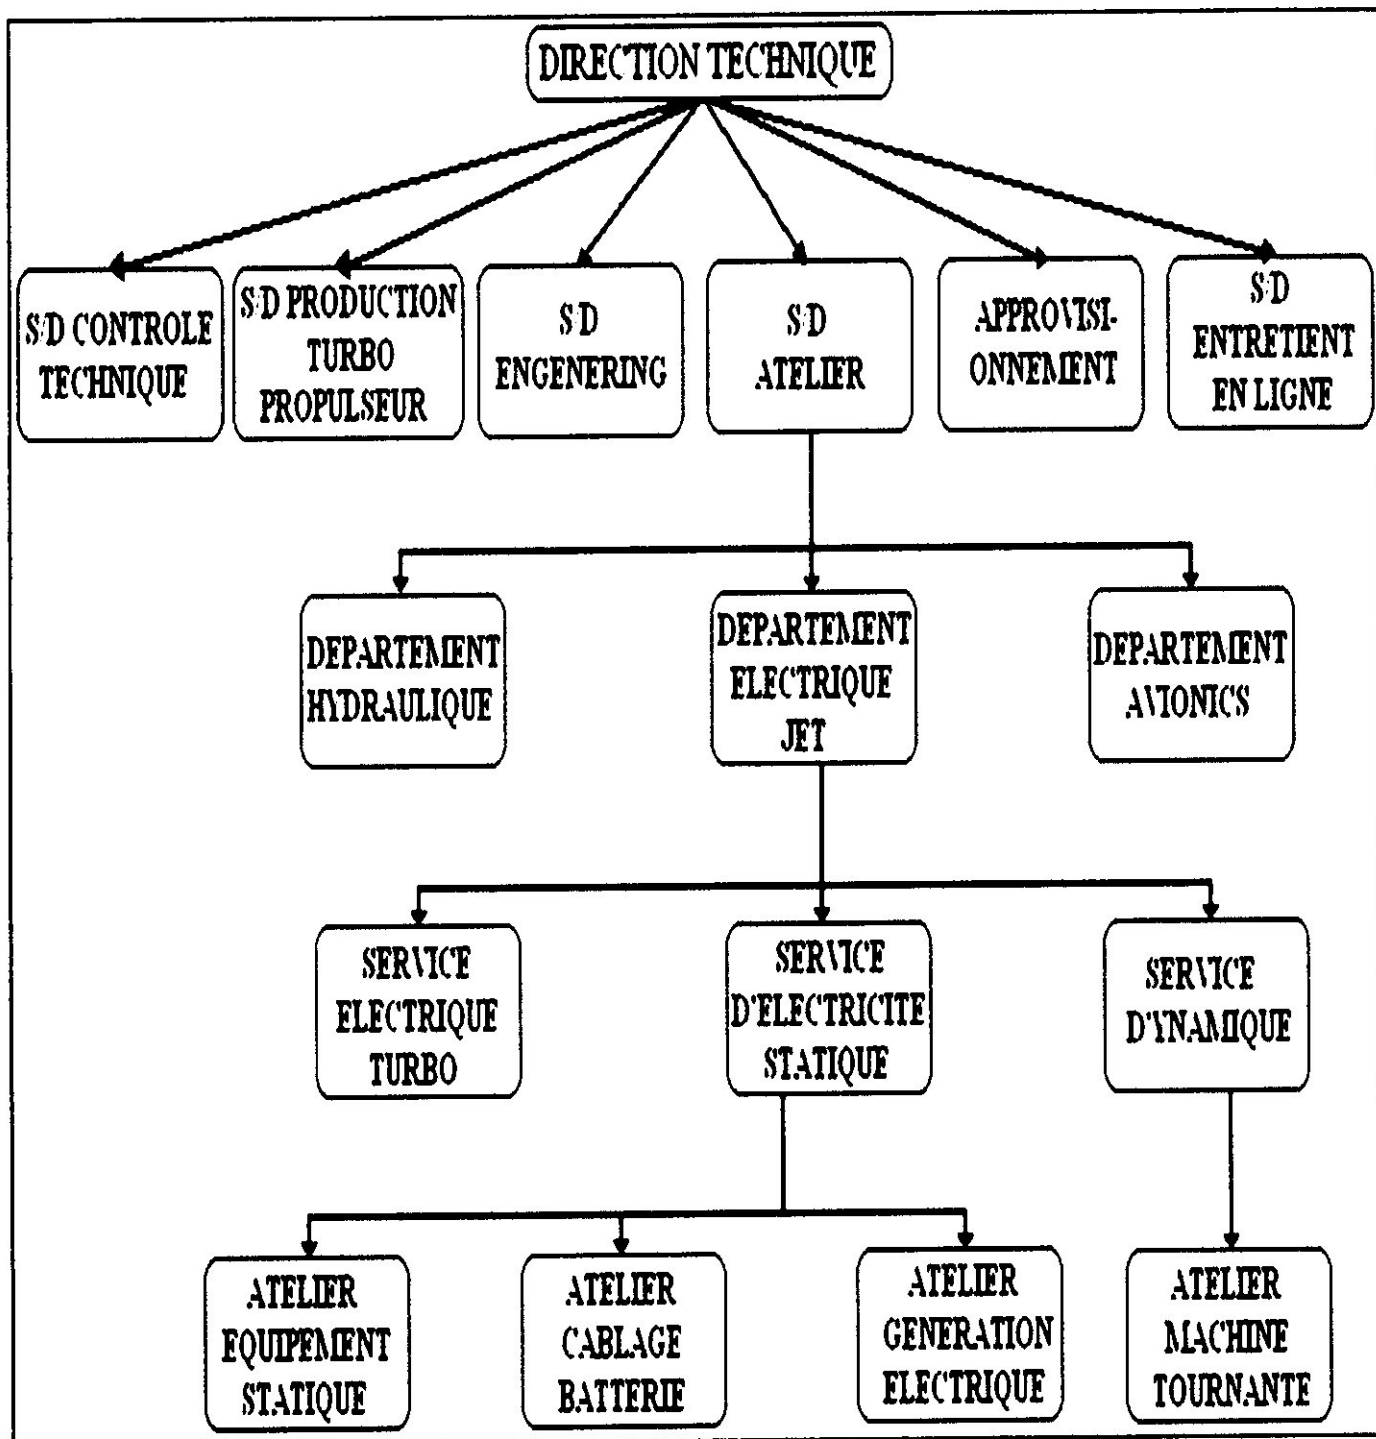 DIRECTION TECHNIQUE
S/D CONTROLE
TECHNIQUE
S/D PRODUCTION
TURBO
PROPULSEUR
S/D
ENGENERING
S/D
ATELIER
APPROVISI-
ONNEMENT
S/D
ENTRETIENT
EN LIGNE
DEPARTEMENT
HYDRAULIQUE
DEPARTEMENT
ELECTRIQUE
JET
DEPARTEMENT
AVIONICS
SERVICE
ELECTRIQUE
TURBO
SERVICE
D'ELECTRICITE
STATIQUE
SERVICE
D'YNAMIQUE
ATELIER
EQUIPEMENT
STATIQUE
ATELIER
CABLAGE
BATTERIE
ATELIER
GENERATION
ELECTRIQUE
ATELIER
MACHINE
TOURNANTE